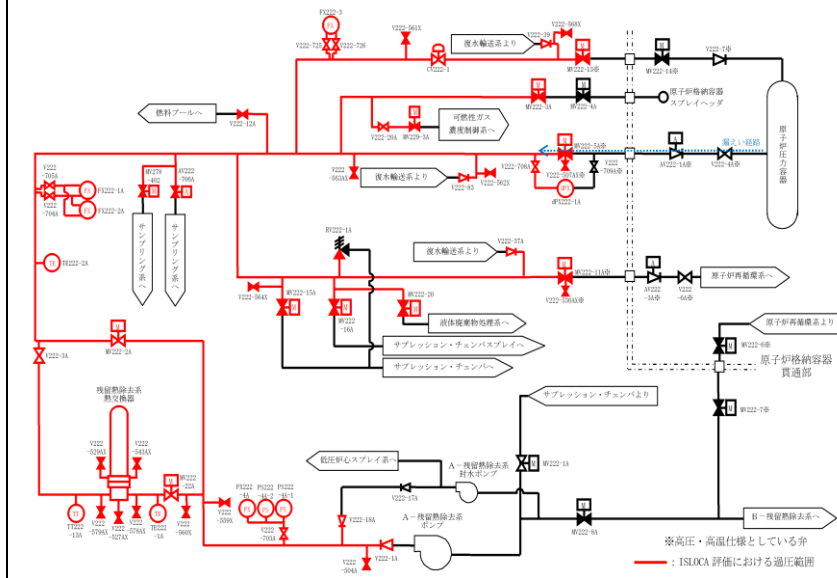 FX222-3
FX
V222-561X
V222-568X
V222-725
V222-726
復水輸送系より
V222-39
CV222-1
MV222-13※
MV222-14※
V222-7※
燃料プールへ
V222-12A
MV222-3A
MV222-4A
原子炉格納容器
スプレイヘッダ
可燃性ガス
濃度制御系へ
V222-20A
MV229-3A
漏えい経路
原子炉圧力容器
MV222-5A※
AV222-1A※
V222-4A※
V222
-705A
V222
-704A
FX222-1A
FX222-2A
MV278
-402
AV222
-706A
V222
-563AX
復水輸送系より
V222-83
V222-562X
V222-708A
V222-507AX※
V222
-709A※
dPX
dPX222-1A
サンプリング系へ
サンプリング系へ
TE
TE222-2A
RV222-1A
復水輸送系より
V222-37A
V222-564X
MV222-15A
MV222
-16A
MV222-20
MV222-11A※
V222-530AX※
AV222
-3A※
V222
-6A※
原子炉再循環系へ
液体廃棄物処理系へ
サプレッション・チェンバスプレイへ
サプレッション・チェンバへ
原子炉再循環系より
MV222-6※
原子炉格納容器
貫通部
MV222-7※
V222-3A
MV222-2A
残留熱除去系
熱交換器
サプレッション・チェンバより
V222
-529AX
V222
-543AX
MV222
-22A
低圧炉心スプレイ系へ
A-残留熱除去系
封水ポンプ
MV222-1A
V222-17A
PX222
-4A
PS222
-4A-2
PS222
-4A-1
V222
-559X
TT222
-13A
V222
-579AX
V222
-527AX
V222
-578AX
TE222
-1A
V222
-560X
V222
-703A
V222-18A
A-残留熱除去系
ポンプ
V222-1A
V222
-504A
MV222-8A
B-残留熱除去系へ
※高圧・高温仕様としている弁
:ISLOCA 評価における過圧範囲